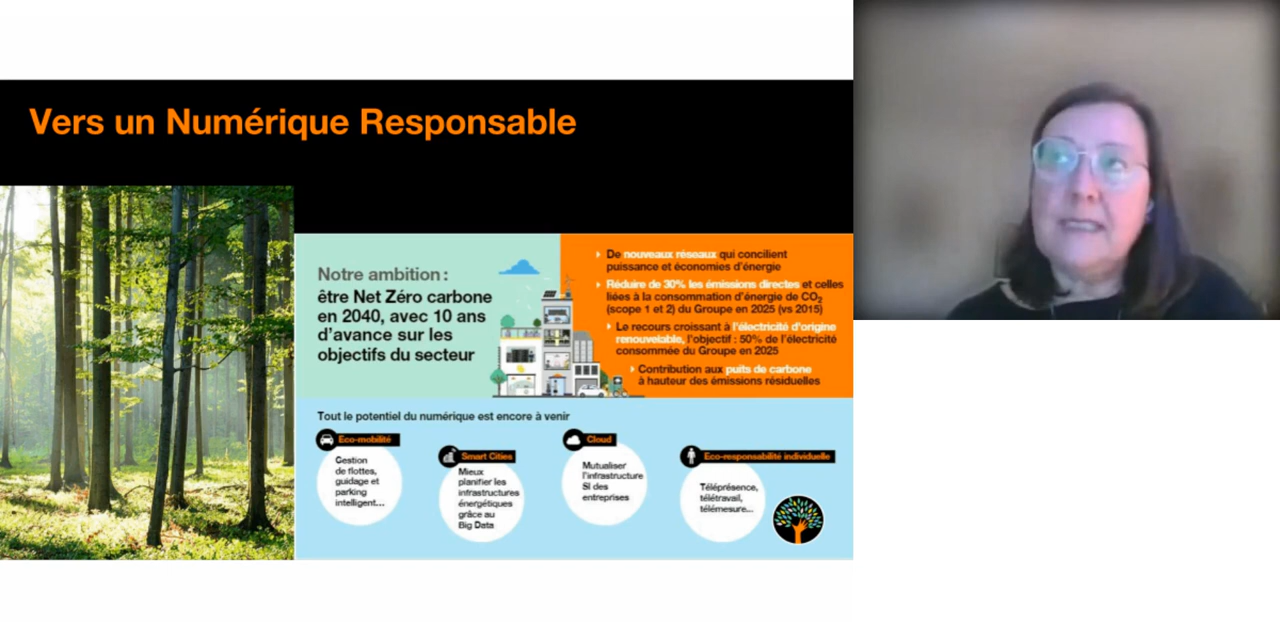 Vers un Numérique Responsable
Notre ambition :
être Net Zéro carbone
en 2040, avec 10 ans
d'avance sur les
objectifs du secteur
De nouveaux réseaux qui concilient
puissance et économies d'énergie
Réduire de 30% les émissions directes et celles
liées à la consommation d'énergie de CO2
(scope 1 et 2) du Groupe en 2025 (vs 2015)
Le recours croissant à l'électricité d'origine
renouvelable, l'objectif : 50% de l'électricité
consommée du Groupe en 2025
Contribution aux puits de carbone
à hauteur des émissions résiduelles
Tout le potentiel du numérique est encore à venir
Eco-mobilité
Gestion
de flottes,
guidage et
parking
intelligent...
Smart Cities
Mieux
planifier les
infrastructures
énergétiques
grâce au
Big Data
Cloud
Mutualiser
l'infrastructure
SI des
entreprises
Eco-responsabilité individuelle
Téléprésence,
télétravail,
télémesure...